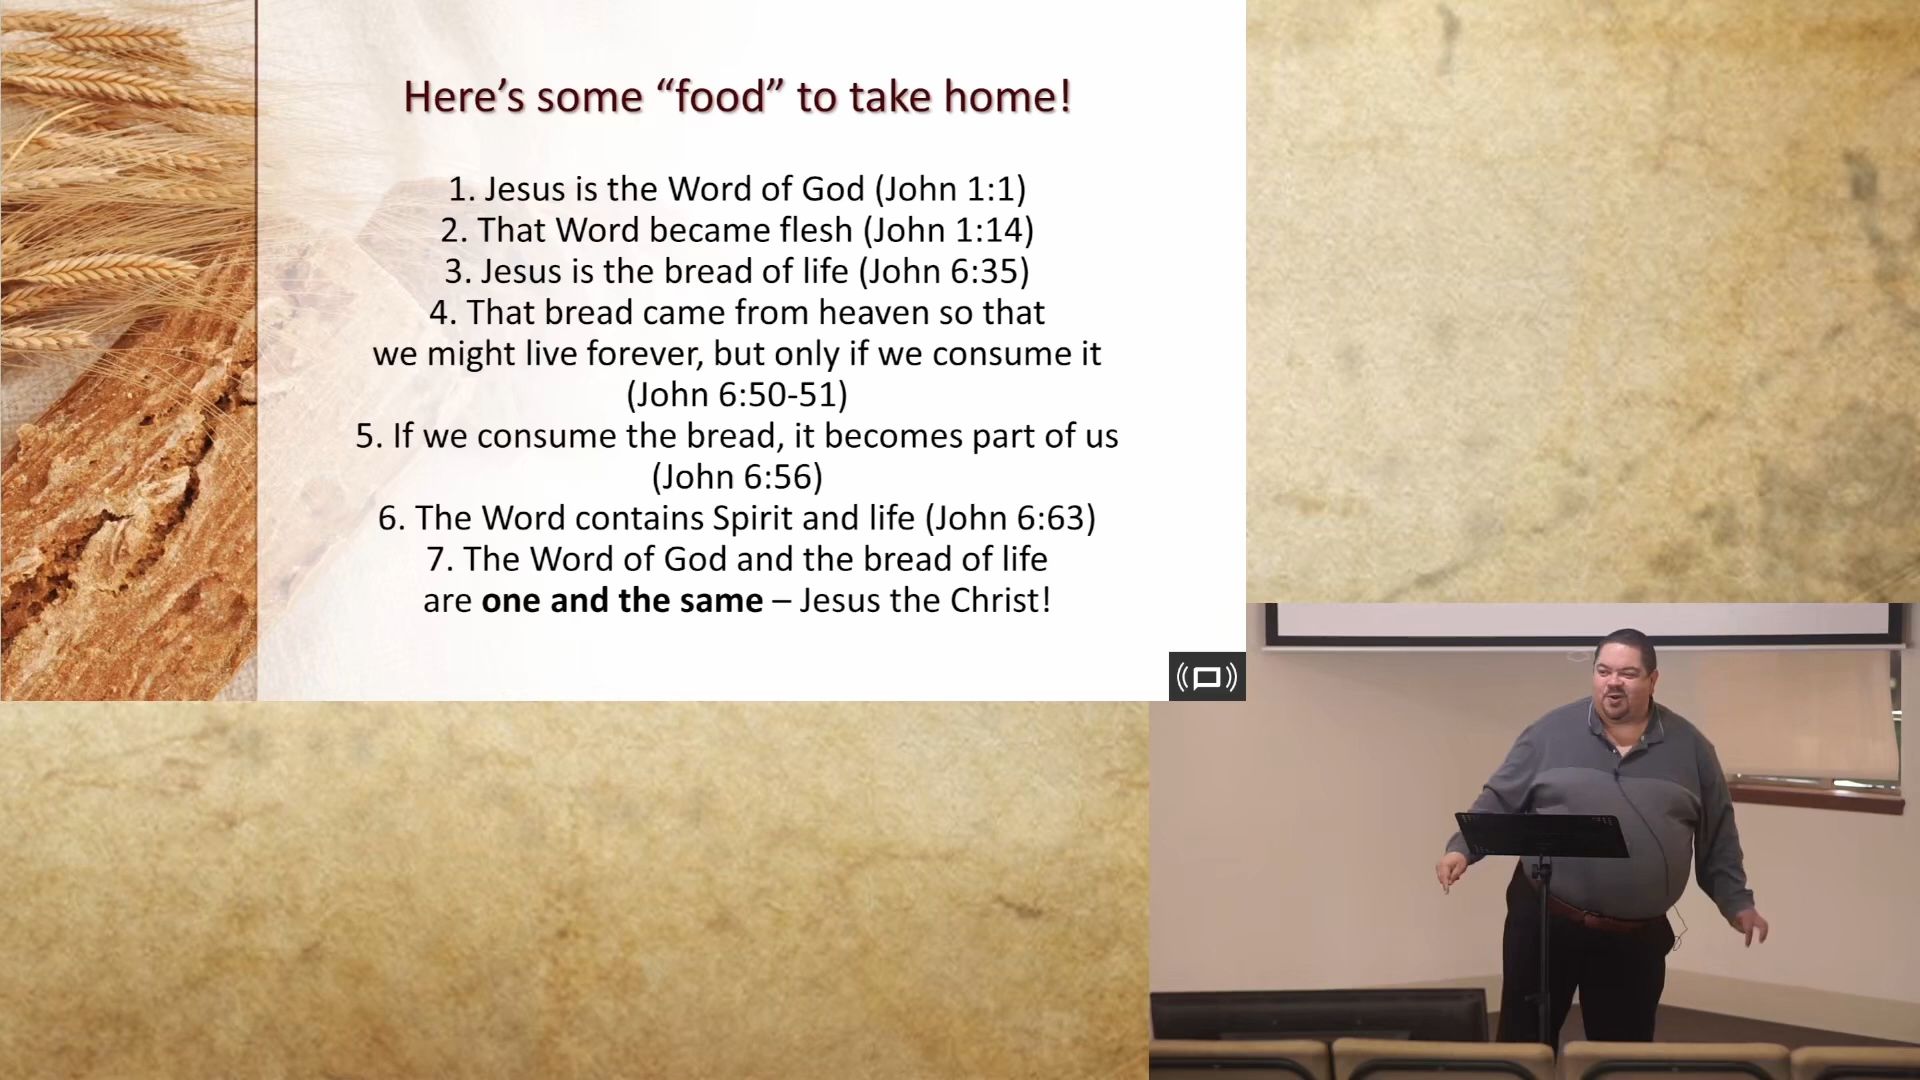 Here’s some “food” to take home!
1. Jesus is the Word of God (John 1:1)
2. That Word became flesh (John 1:14)
3. Jesus is the bread of life (John 6:35)
4. That bread came from heaven so that
we might live forever, but only if we consume it
(John 6:50-51)
5. If we consume the bread, it becomes part of us
(John 6:56)
6. The Word contains Spirit and life (John 6:63)
7. The Word of God and the bread of life
are one and the same – Jesus the Christ!